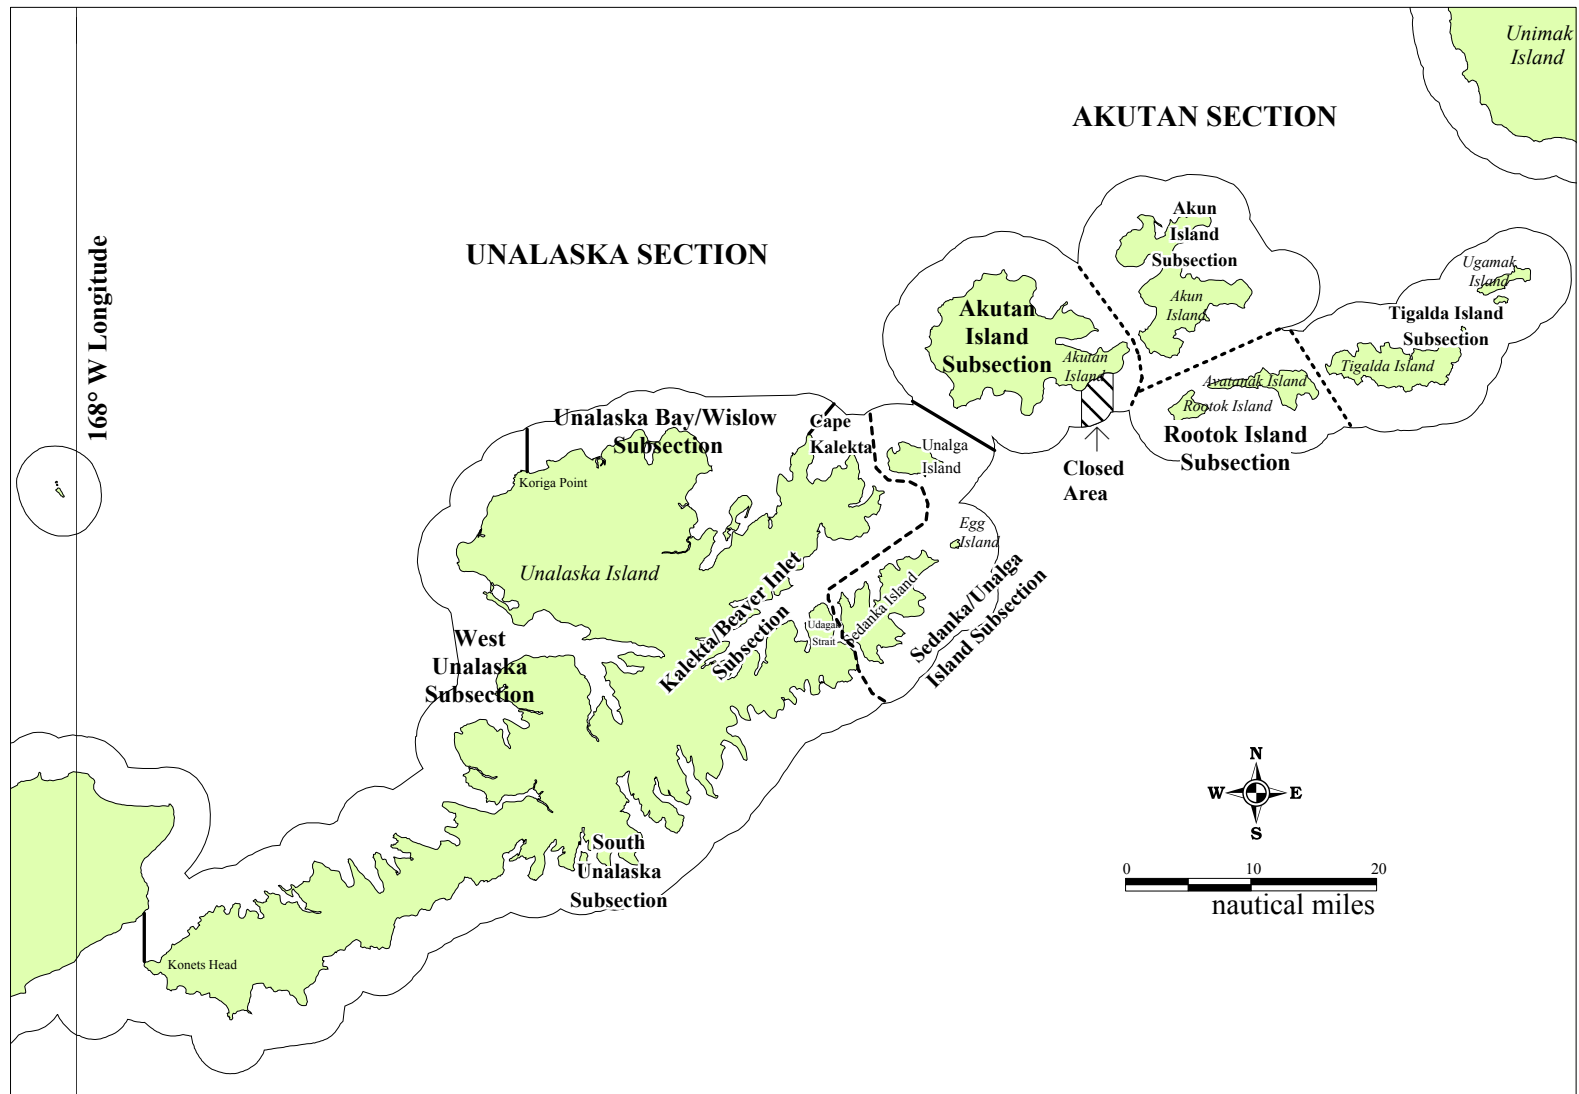 Unimak
Island
AKUTAN SECTION
Akun
Island
Subsection
UNALASKA SECTION
168° W Longitude
Ugamak
Island
Akun
Island
Tigalda Island
Subsection
Akutan
Island
Subsection
Akutan
Island
Tigalda Island
Avatanak Island
Rootok Island
Rootok Island
Subsection
Unalaska Bay/Wislow
Subsection
Cape
Kalekta
Unalga
Island
Closed
Area
Koriga Point
Egg
Island
Unalaska Island
Kalekta/Beaver Inlet
Subsection
Sedanka Island
Sedanka/Unalga
Island Subsection
Udagak
Strait
West
Unalaska
Subsection
N
W
E
S
South
Unalaska
Subsection
0
10
20
nautical miles
Konets Head